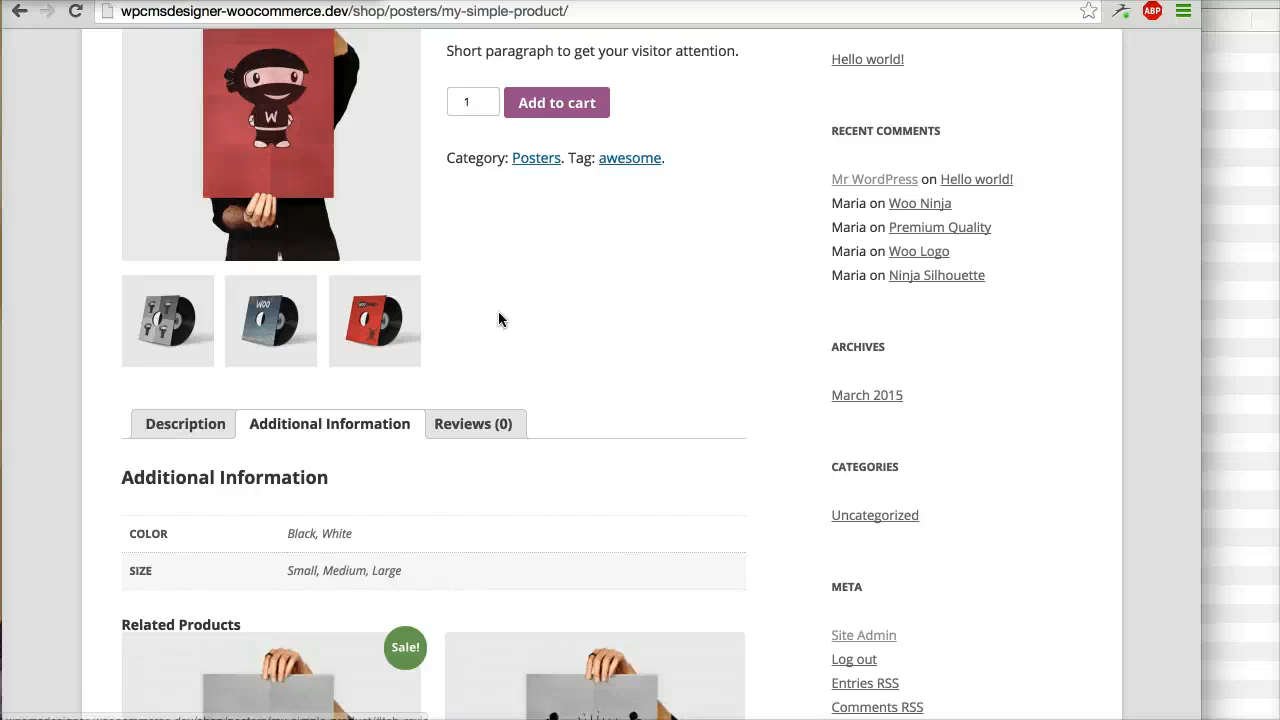 wpcmsdesigner-woocommerce.dev/shop/posters/my-simple-product/
ABP
W
Short paragraph to get your visitor attention.
1
Add to cart
Category: Posters. Tag: awesome.
WOO
Description
Additional Information
Reviews (0)
Additional Information
COLOR Black, White
SIZE Small, Medium, Large
Related Products
Sale!
Hello world!
RECENT COMMENTS
Mr WordPress on Hello world!
Maria on Woo Ninja
Maria on Premium Quality
Maria on Woo Logo
Maria on Ninja Silhouette
ARCHIVES
March 2015
CATEGORIES
Uncategorized
META
Site Admin
Log out
Entries RSS
Comments RSS